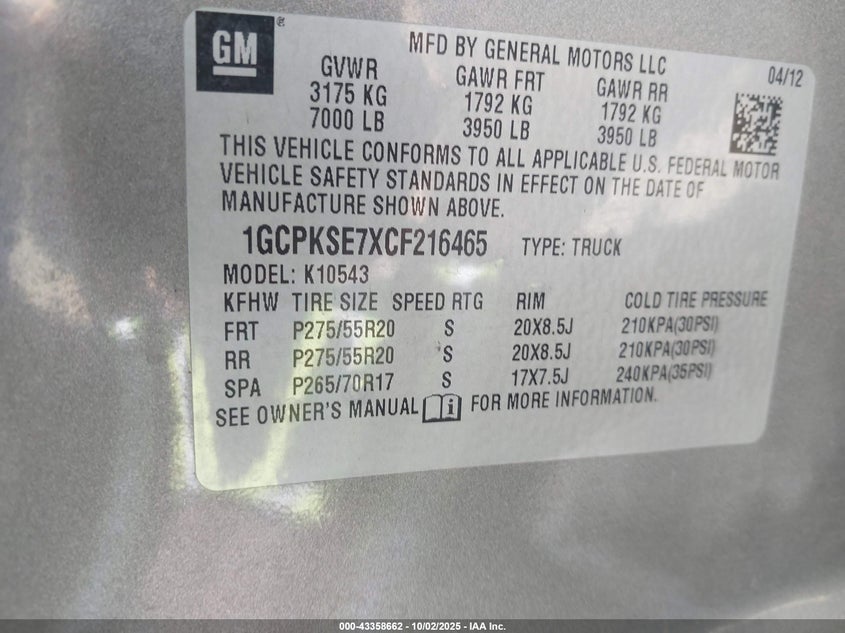 GM ®
MFD BY GENERAL MOTORS LLC
04/12
GVWR GAWR FRT GAWR RR
3175 KG 1792 KG 1792 KG
7000 LB 3950 LB 3950 LB
THIS VEHICLE CONFORMS TO ALL APPLICABLE U.S. FEDERAL MOTOR
VEHICLE SAFETY STANDARDS IN EFFECT ON THE DATE OF
MANUFACTURE SHOWN ABOVE.
1GCPKSE7XCF216465 TYPE: TRUCK
MODEL: K10543
KFHW TIRE SIZE SPEED RTG RIM COLD TIRE PRESSURE
FRT P275/55R20 S 20X8.5J 210KPA(30PSI)
RR P275/55R20 S 20X8.5J 210KPA(30PSI)
SPA P265/70R17 S 17X7.5J 240KPA(35PSI)
SEE OWNER'S MANUAL i FOR MORE INFORMATION.
000-43358662 - 10/02/2025 - IAA Inc.